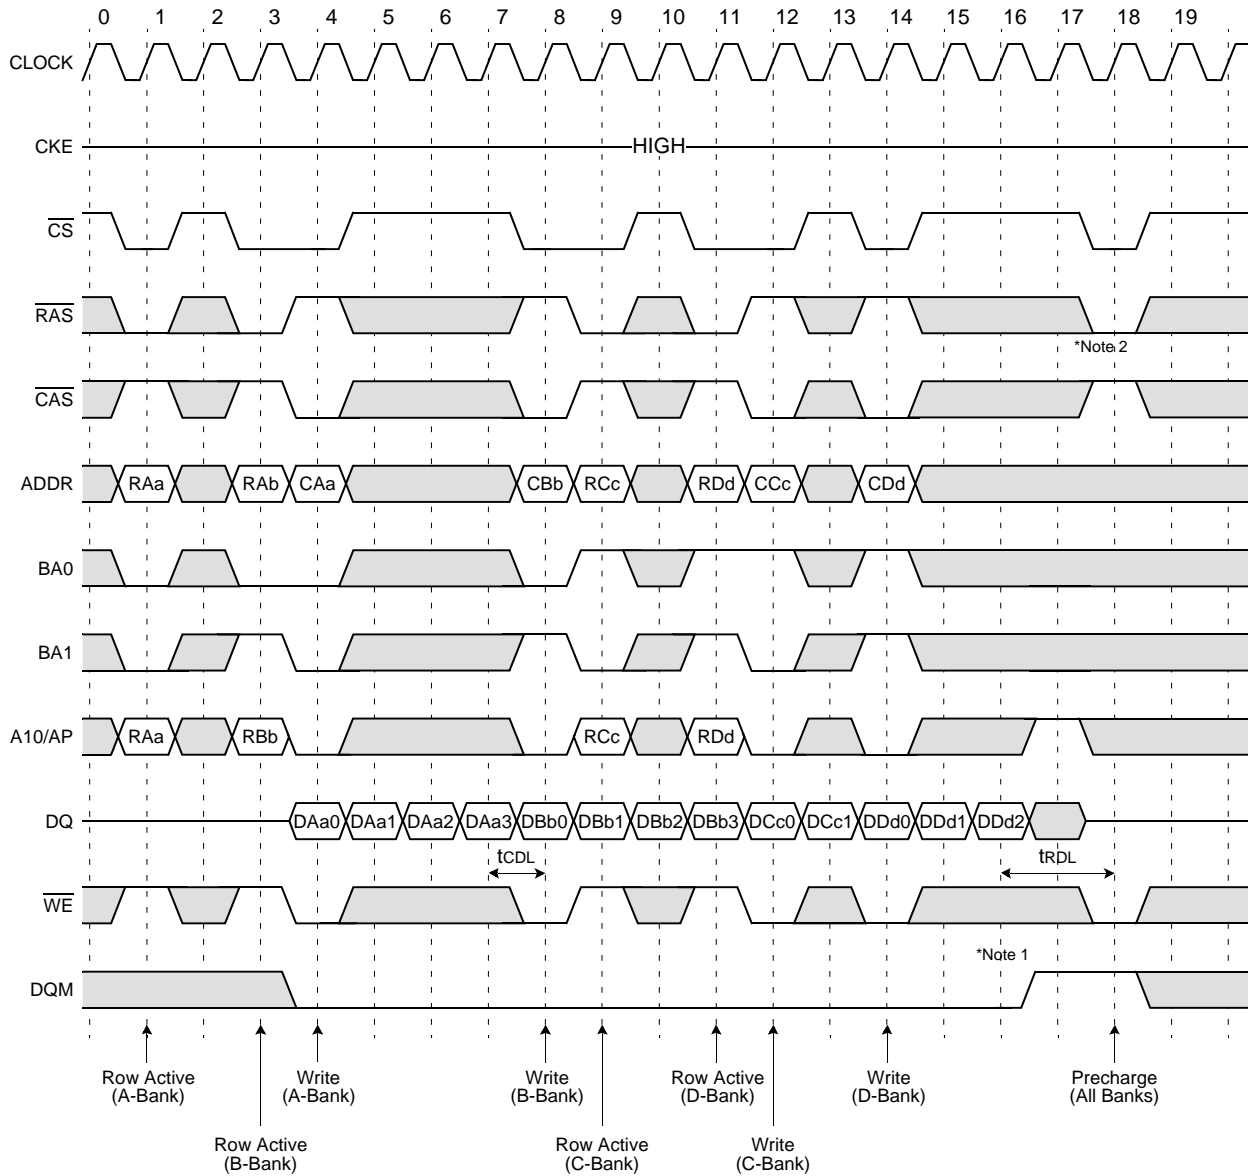 0 1 2 3 4 5 6 7 8 9 10 11 12 13 14 15 16 17 18 19
CLOCK
CKE HIGH
CS
RAS
*Note 2
CAS
ADDR RAa RAb CAa CBb RCc RDd CCc CDd
BA0
BA1
A10/AP RAa RBb RCc RDd
DQ DAa0 DAa1 DAa2 DAa3 DBb0 DBb1 DBb2 DBb3 DCc0 DCc1 DDd0 DDd1 DDd2
tCDL tRDL
WE
*Note 1
DQM
Row Active
(A-Bank)
Write
(A-Bank)
Write
(B-Bank)
Row Active
(D-Bank)
Write
(D-Bank)
Precharge
(All Banks)
Row Active
(B-Bank)
Row Active
(C-Bank)
Write
(C-Bank)